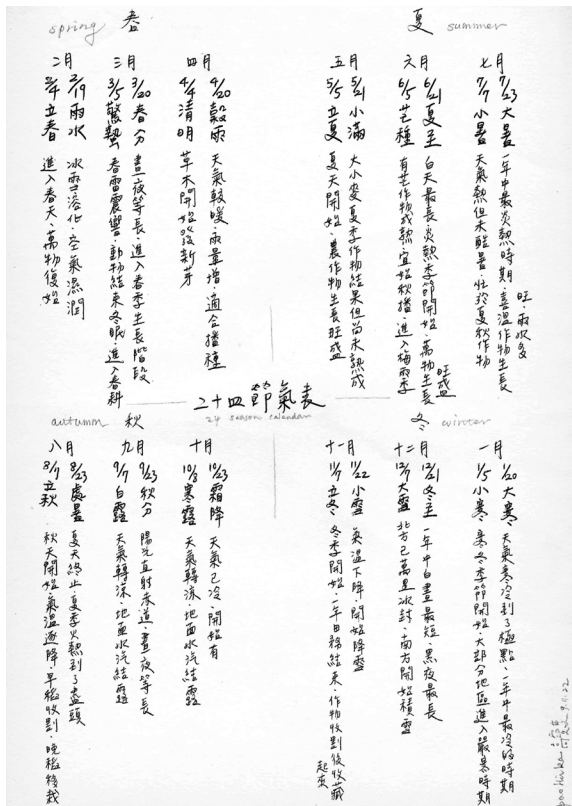 spring 春
二月
2/4 立春 進入春天．萬物復始
2/19 雨水 冰雪溶化．空氣濕潤
三月
3/5 驚蟄 春雷震響．動物結束冬眠．進入春耕
3/20 春分 晝夜等長 進入春季生長階段
四月
4/4 清明 草木開始發新芽
4/20 穀雨 天氣較暖．雨量增．適合播種
夏 summer
五月
5/5 立夏 夏天開始．農作物生長旺盛
5/21 小滿 大小麥夏季作物結果但尚未熟成
六月
6/5 芒種 有芒作物成熟 宜始秋播 進入梅雨季
6/21 夏至 白天最長 炎熱季節開始．萬物生長旺盛
七月
7/7 小暑 天氣熱但未酷暑．忙於夏秋作物
7/23 大暑 一年中最炎熱時期 喜溫作物生長旺．雨水多
二十四節氣表
24 season calendar
autumn 秋
八月
8/7 立秋．秋天開始 氣溫逐降．早稻收割．晚稻移栽
8/23 處暑 夏天終止．夏季火熱到了盡頭
九月
9/7 白露 天氣轉涼．地面水汽結露
9/23 秋分 陽光直射赤道．晝夜等長
十月
10/8 寒露 天氣轉涼．地面水汽結露
10/23 霜降 天氣已冷．開始有
冬 winter
十一月
11/7 立冬．冬季開始．一年田務結束．作物收割後收藏起來
11/22 小雪 氣溫下降．開始降雪
十二月
12/7 大雪 北方已萬里冰封．南方開始積雪
12/21 冬至 一年中白晝最短．黑夜最長
一月
1/5 小寒．寒冬季節開始．大部分地區進入嚴寒時期
1/20 大寒 天氣寒冷到了極點．一年中最冷的時期
9.11.22